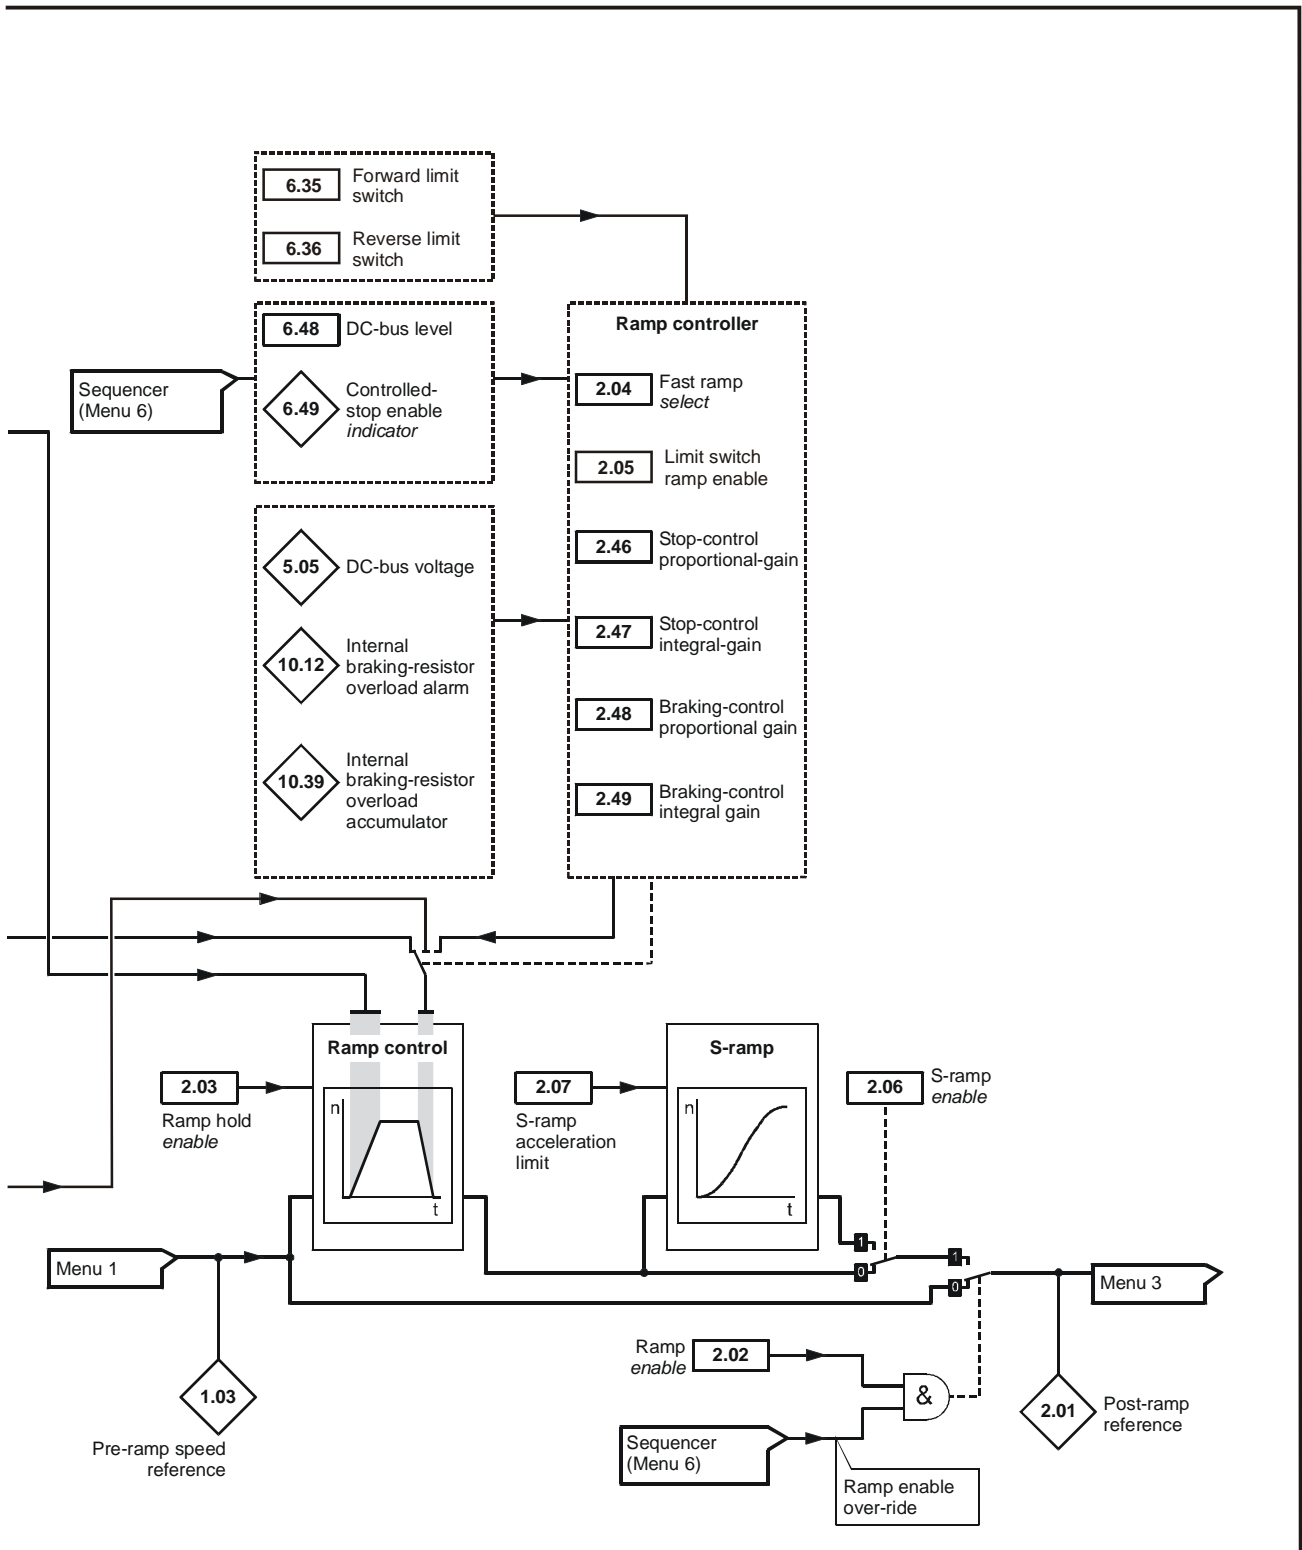 6.35
Forward limit
switch
6.36
Reverse limit
switch
6.48
DC-bus level
Sequencer
(Menu 6)
6.49
Controlled-
stop enable
indicator
Ramp controller
2.04
Fast ramp
select
2.05
Limit switch
ramp enable
2.46
Stop-control
proportional-gain
5.05
DC-bus voltage
2.47
Stop-control
integral-gain
10.12
Internal
braking-resistor
overload alarm
2.48
Braking-control
proportional gain
10.39
Internal
braking-resistor
overload
accumulator
2.49
Braking-control
integral gain
Ramp control
n
t
2.03
Ramp hold
enable
S-ramp
n
t
2.07
S-ramp
acceleration
limit
2.06
S-ramp
enable
1
0
1
0
Menu 1
Menu 3
1.03
Pre-ramp speed
reference
Ramp
enable
2.02
&
Sequencer
(Menu 6)
Ramp enable
over-ride
2.01
Post-ramp
reference